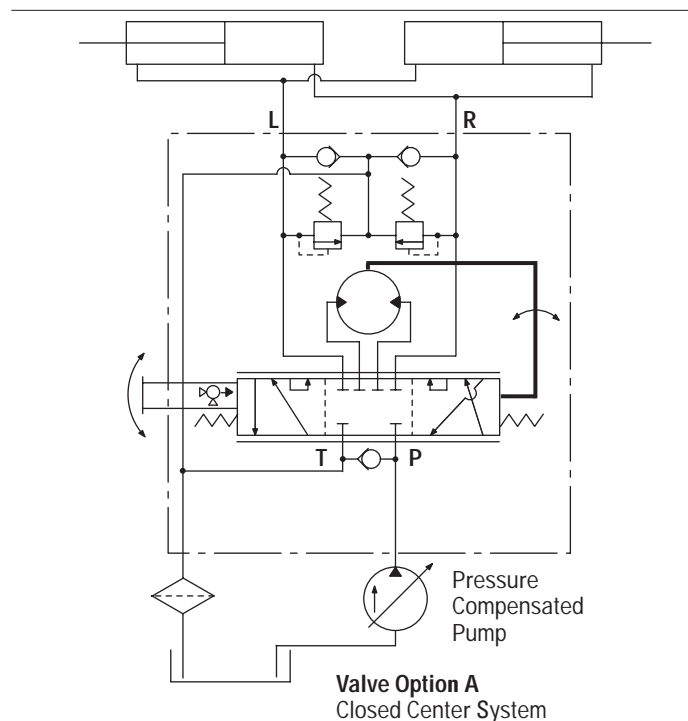 L R
T P
Pressure
Compensated
Pump
Valve Option A
Closed Center System